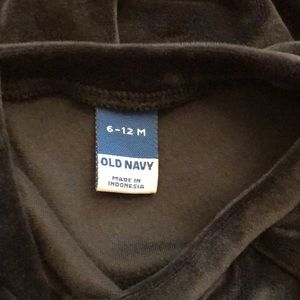 6-12 M
OLD NAVY
MADE IN
INDONESIA